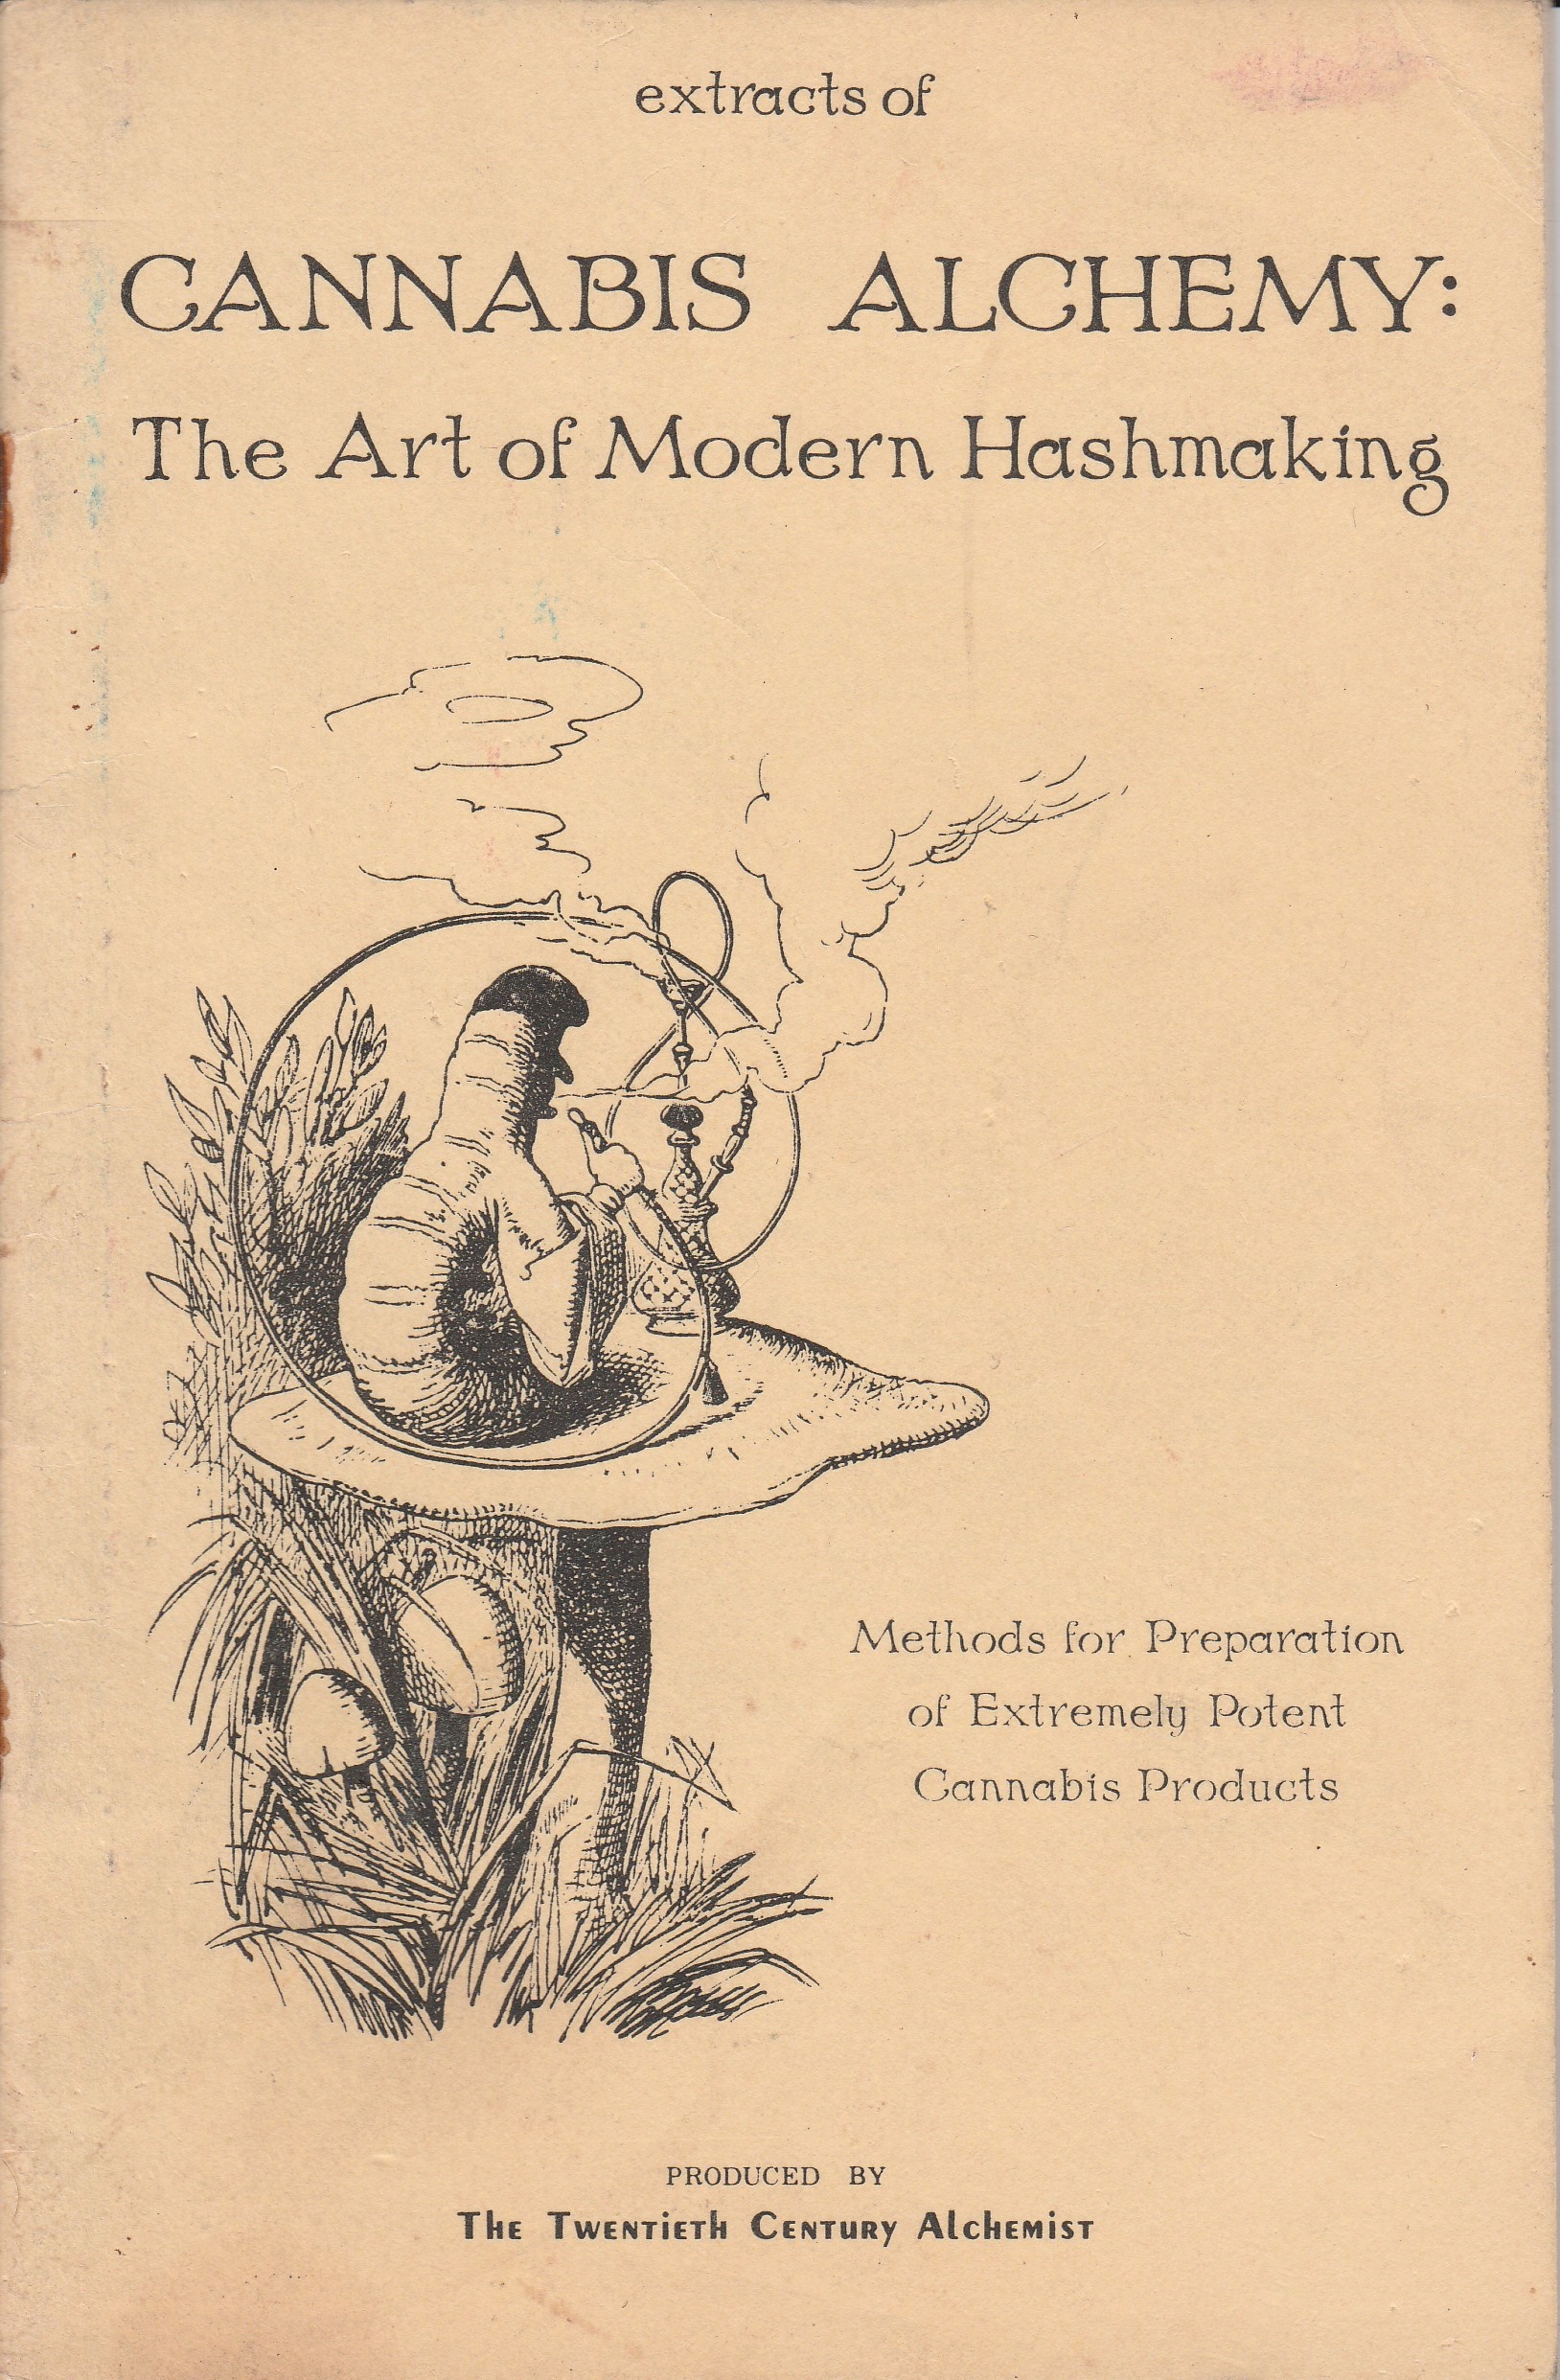 extracts of
CANNABIS ALCHEMY:
The Art of Modern Hashmaking
Methods for Preparation
of Extremely Potent
Cannabis Products
PRODUCED BY
The Twentieth Century Alchemist